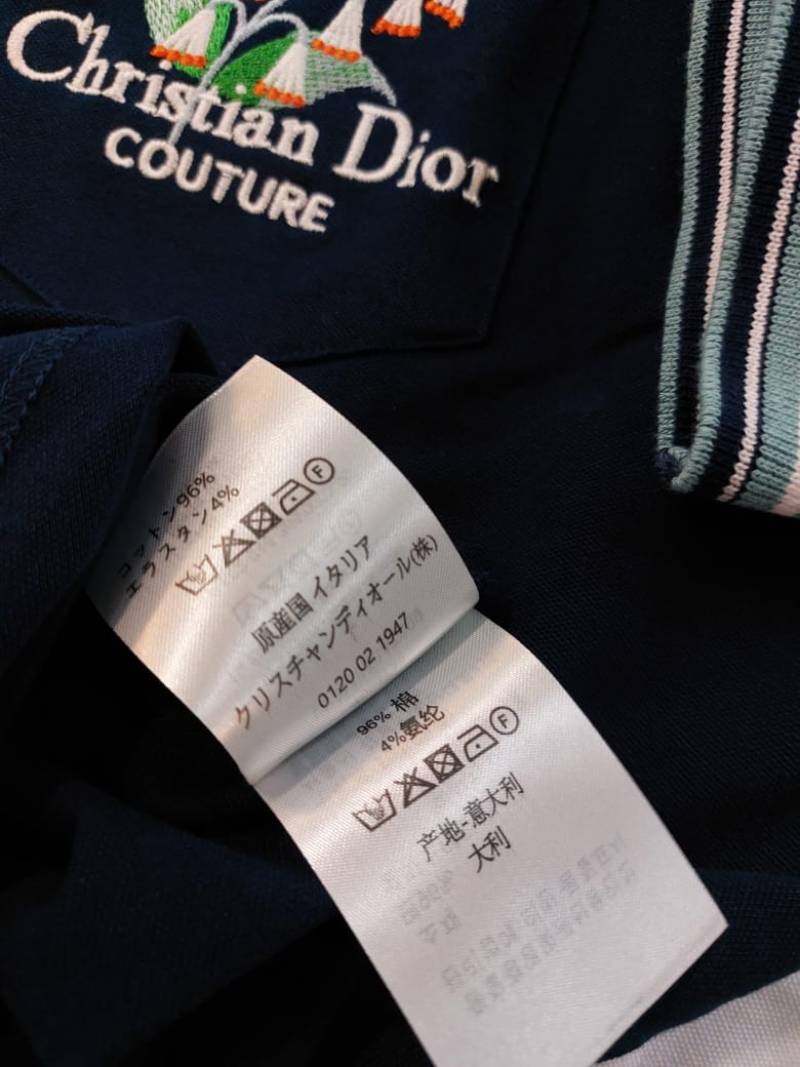 Christian Dior
COUTURE
コットン96%
エラスタン4%
F
原産国 イタリア
クリスチャンディオール(株)
0120 02 1947
96% 棉
4%氨纶
F
产地-意大利
大利